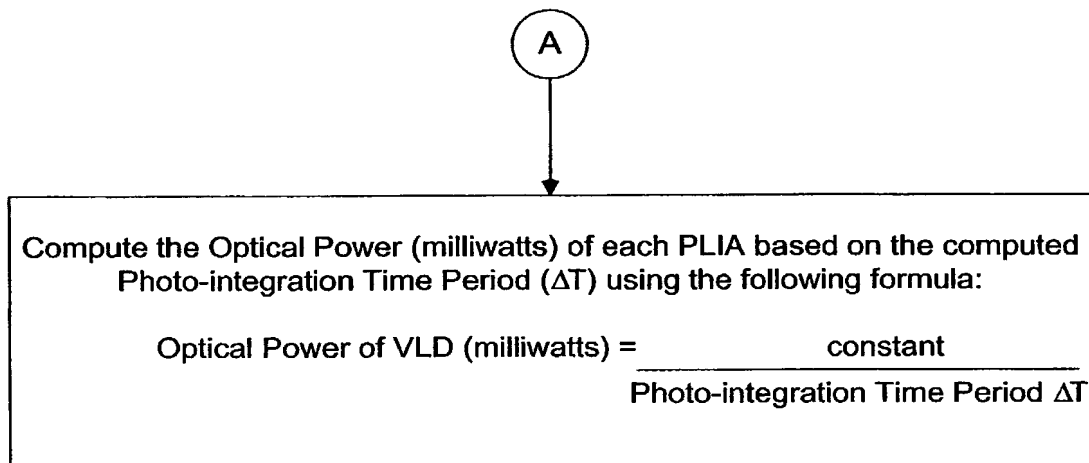 A
Compute the Optical Power (milliwatts) of each PLIA based on the computed
Photo-integration Time Period (ΔT) using the following formula:
Optical Power of VLD (milliwatts) = constant
Photo-integration Time Period ΔT